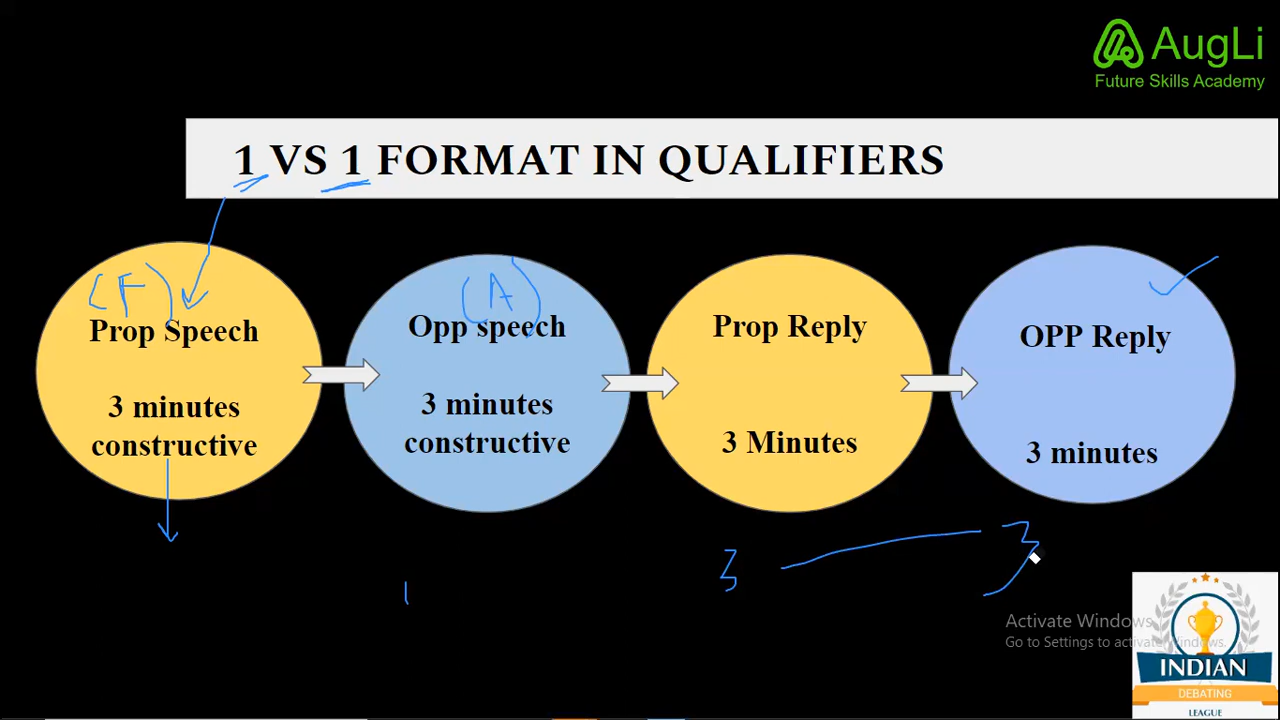 AugLi
Future Skills Academy
1 VS 1 FORMAT IN QUALIFIERS
(F)
Prop Speech
3 minutes
constructive
(A)
Opp speech
3 minutes
constructive
Prop Reply
3 Minutes
OPP Reply
3 minutes
3
3
Activate Windows
Go to Settings to activate Windows.
INDIAN
DEBATING
LEAGUE